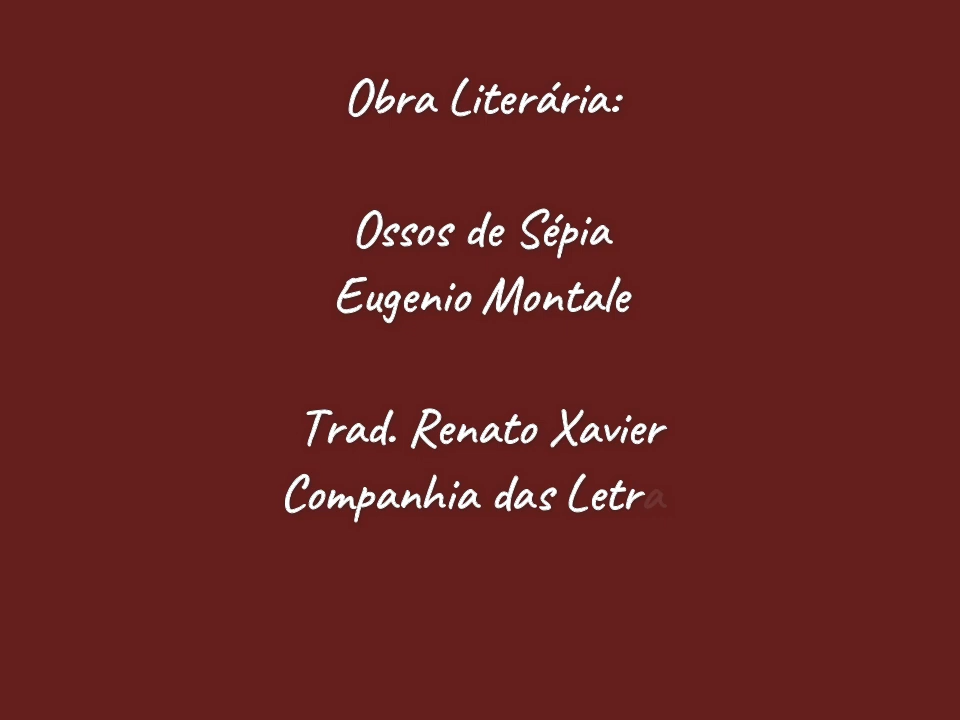 Obra Literária:
Ossos de Sépia
Eugenio Montale
Trad. Renato Xavier
Companhia das Letra